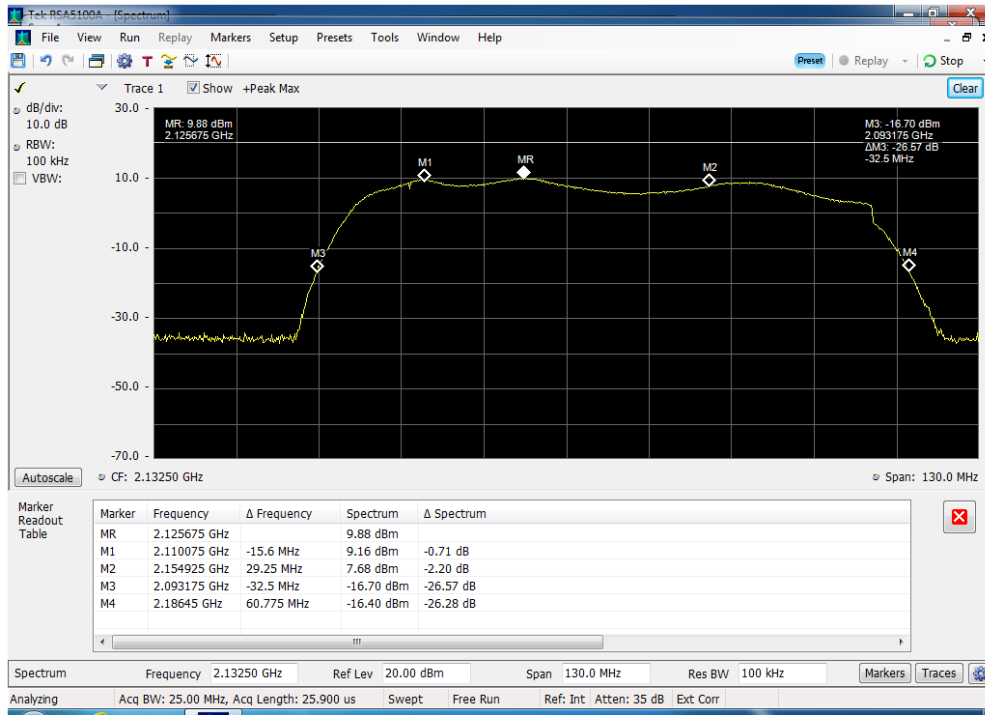 Tek RSA5100A - [Spectrum]
File View Run Replay Markers Setup Presets Tools Window Help
Preset Replay Stop
Trace 1 Show +Peak Max Clear
dB/div:
10.0 dB
RBW:
100 kHz
VBW:
30.0
10.0
-10.0
-30.0
-50.0
-70.0
MR: 9.88 dBm
2.125675 GHz
M3: -16.70 dBm
2.093175 GHz
ΔM3: -26.57 dB
-32.5 MHz
M1
MR
M2
M3
M4
Autoscale CF: 2.13250 GHz Span: 130.0 MHz
Marker
Readout
Table
Marker Frequency Δ Frequency Spectrum Δ Spectrum
MR 2.125675 GHz 9.88 dBm
M1 2.110075 GHz -15.6 MHz 9.16 dBm -0.71 dB
M2 2.154925 GHz 29.25 MHz 7.68 dBm -2.20 dB
M3 2.093175 GHz -32.5 MHz -16.70 dBm -26.57 dB
M4 2.18645 GHz 60.775 MHz -16.40 dBm -26.28 dB
Spectrum Frequency 2.13250 GHz Ref Lev 20.00 dBm Span 130.0 MHz Res BW 100 kHz Markers Traces
Analyzing Acq BW: 25.00 MHz, Acq Length: 25.900 us Swept Free Run Ref: Int Atten: 35 dB Ext Corr